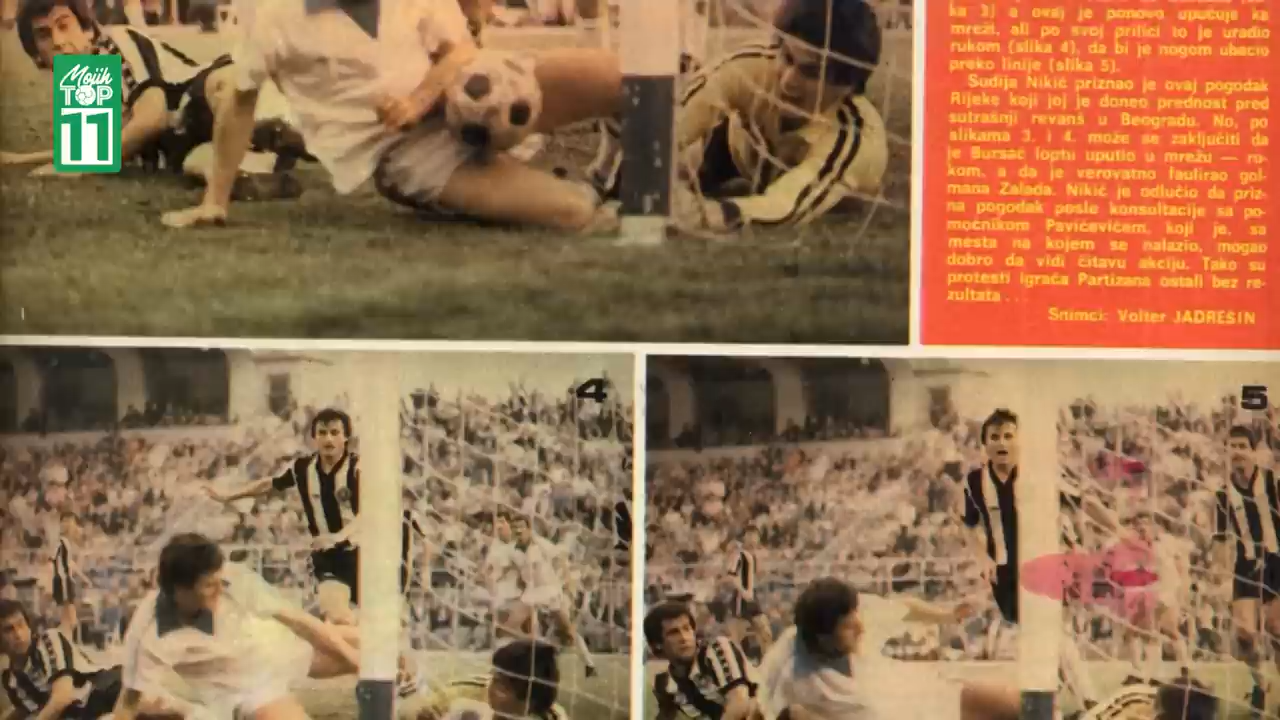 Mojih
TOP
11
ka 3) a ovaj je ponovo upućuje ka
mreži, ali po svoj prilici to je uradio
rukom (slika 4), da bi je nogom ubacio
preko linije (slika 5).
Sudija Nikić priznao je ovaj pogodak
Rijeke koji joj je doneo prednost pred
sutrašnji revanš u Beogradu. No, po
slikama 3. i 4. može se zaključiti da
je Bursać loptu uputio u mrežu — ru-
kom, a da je verovatno faulirao gol-
mana Zalada. Nikić je odlučio da priz-
na pogodak posle konsultacije sa po-
moćnikom Pavićevićem, koji je, sa
mesta na kojem se nalazio, mogao
dobro da vidi čitavu akciju. Tako su
protesti igrača Partizana ostali bez re-
zultata ...
Snimci: Volter JADREŠIN
4
5